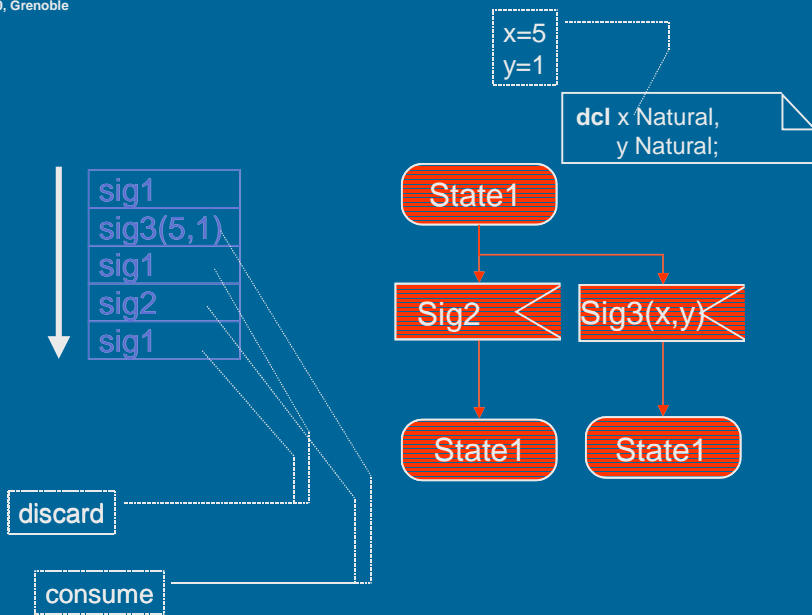 , Grenoble
x=5
y=1
dcl x Natural,
y Natural;
sig1
sig3(5,1)
sig1
sig2
sig1
State1
Sig2
Sig3(x,y)
State1
State1
discard
consume